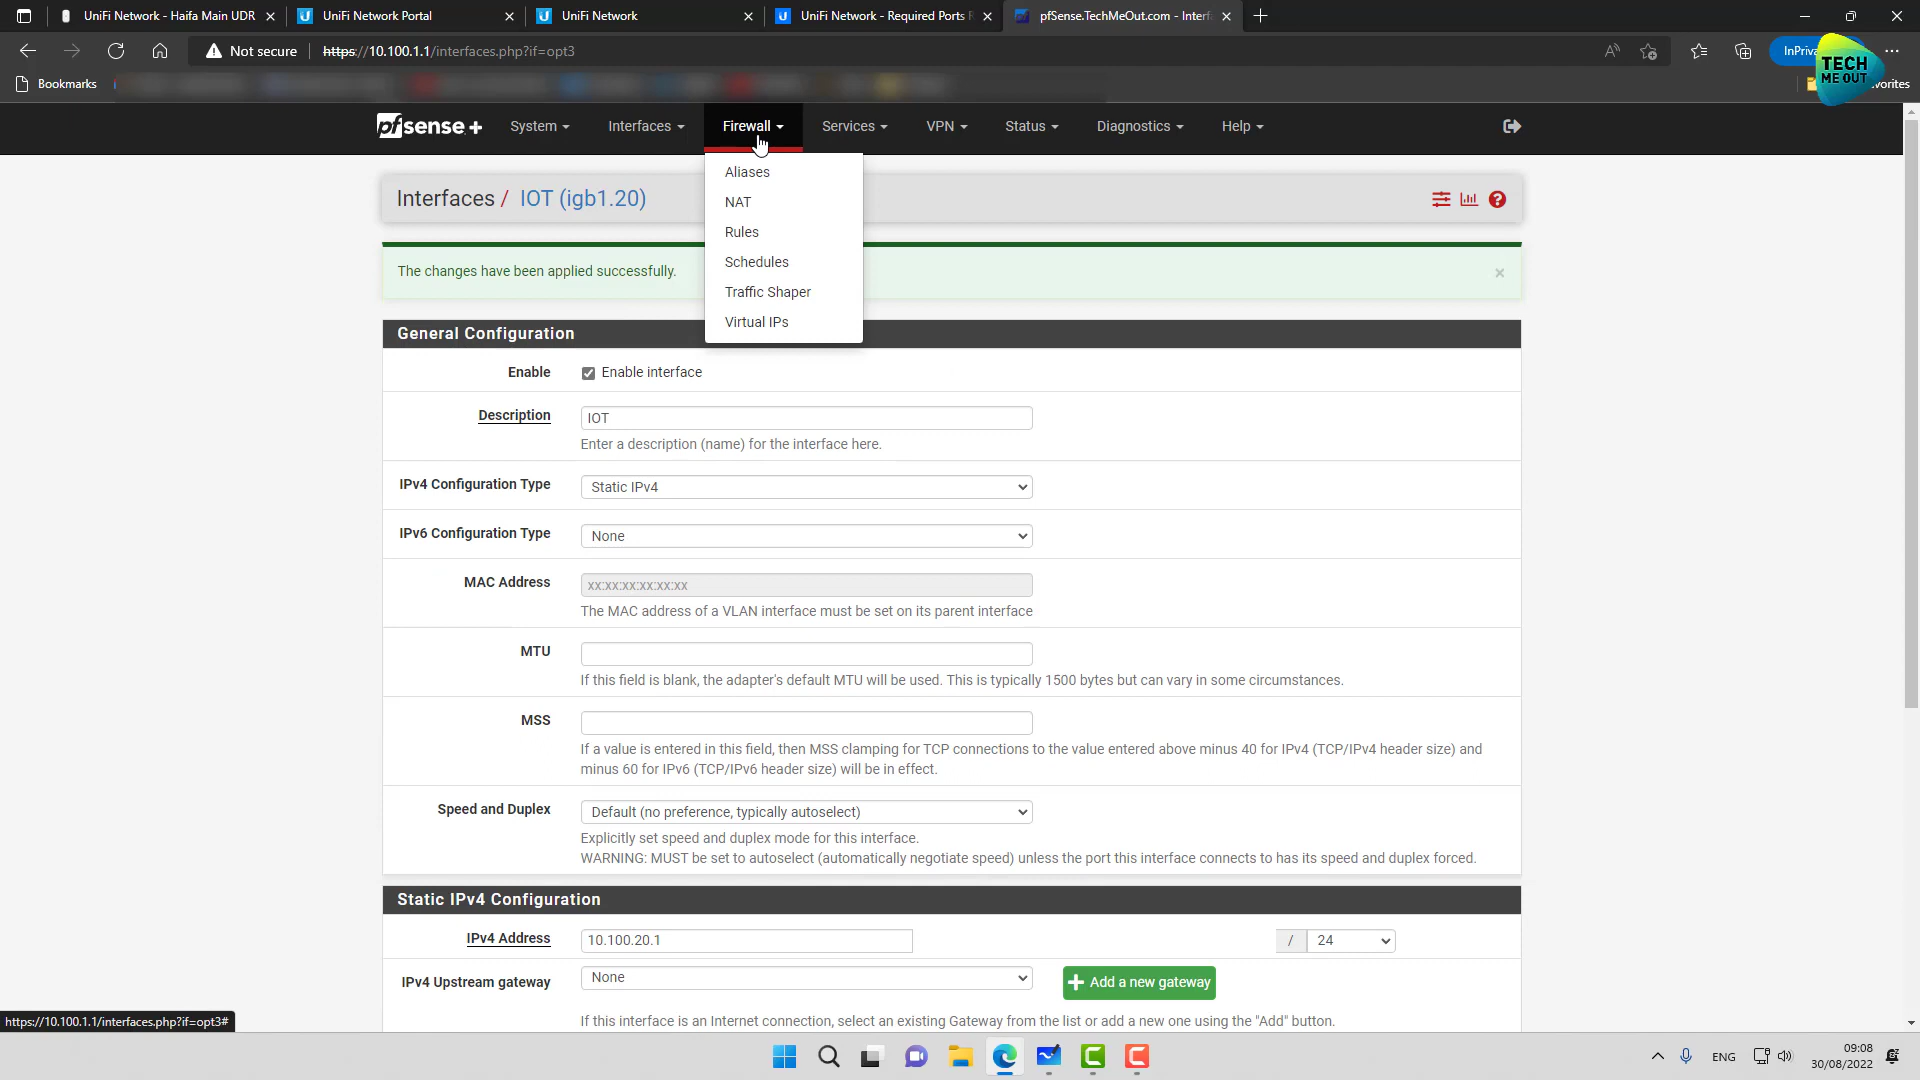 UniFi Network - Haifa Main UDR
UniFi Network Portal
UniFi Network
UniFi Network - Required Ports R
pfSense.TechMeOut.com - Interfa
Not secure
https://10.100.1.1/interfaces.php?if=opt3
InPriva
TECH
ME OUT
Bookmarks
vorites
pfsense +
System
Interfaces
Firewall
Services
VPN
Status
Diagnostics
Help
Aliases
NAT
Rules
Schedules
Traffic Shaper
Virtual IPs
Interfaces / IOT (igb1.20)
The changes have been applied successfully.
×
General Configuration
Enable
Enable interface
Description
IOT
Enter a description (name) for the interface here.
IPv4 Configuration Type
Static IPv4
IPv6 Configuration Type
None
MAC Address
xx:xx:xx:xx:xx:xx
The MAC address of a VLAN interface must be set on its parent interface
MTU
If this field is blank, the adapter's default MTU will be used. This is typically 1500 bytes but can vary in some circumstances.
MSS
If a value is entered in this field, then MSS clamping for TCP connections to the value entered above minus 40 for IPv4 (TCP/IPv4 header size) and
minus 60 for IPv6 (TCP/IPv6 header size) will be in effect.
Speed and Duplex
Default (no preference, typically autoselect)
Explicitly set speed and duplex mode for this interface.
WARNING: MUST be set to autoselect (automatically negotiate speed) unless the port this interface connects to has its speed and duplex forced.
Static IPv4 Configuration
IPv4 Address
10.100.20.1
/ 24
IPv4 Upstream gateway
None
Add a new gateway
If this interface is an Internet connection, select an existing Gateway from the list or add a new one using the "Add" button.
https://10.100.1.1/interfaces.php?if=opt3#
ENG
09:08
30/08/2022